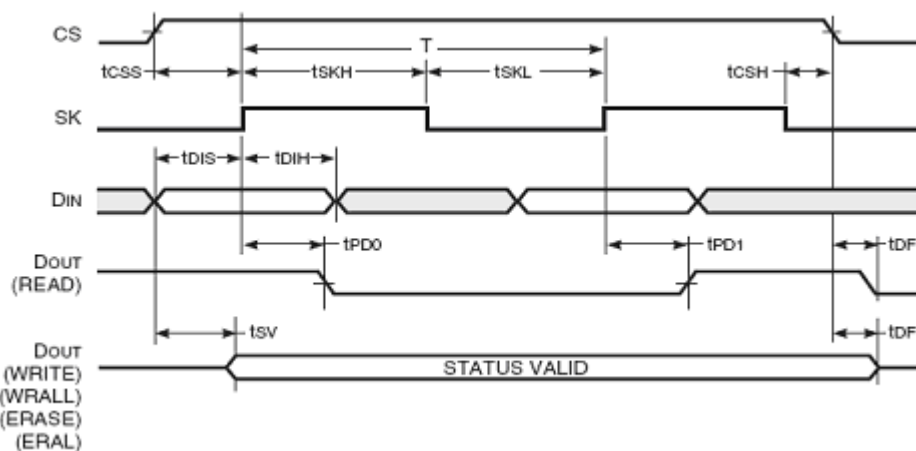 CS
T
tCSS
tSKH
tSKL
tCSH
SK
tDIS
tDIH
DIN
tPD0
tPD1
tDF
DOUT
(READ)
tSV
tDF
DOUT
(WRITE)
(WRALL)
(ERASE)
(ERAL)
STATUS VALID